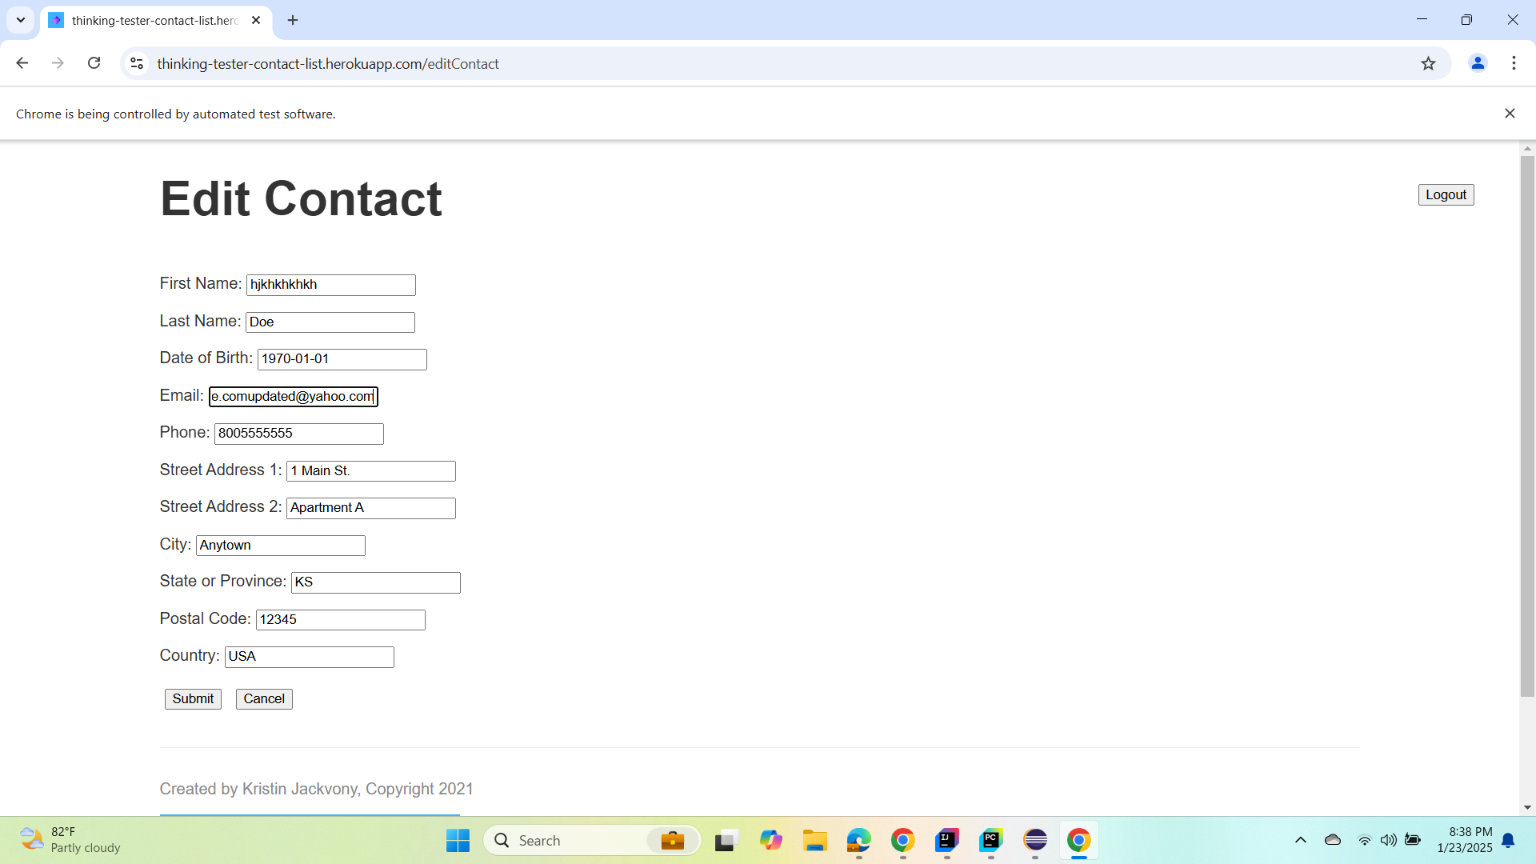 thinking-tester-contact-list.herc
thinking-tester-contact-list.herokuapp.com/editContact
Chrome is being controlled by automated test software.
Edit Contact
Logout
First Name: hjkhkhkhkh
Last Name: Doe
Date of Birth: 1970-01-01
Email: e.comupdated@yahoo.com
Phone: 8005555555
Street Address 1: 1 Main St.
Street Address 2: Apartment A
City: Anytown
State or Province: KS
Postal Code: 12345
Country: USA
Submit Cancel
Created by Kristin Jackvony, Copyright 2021
82°F
Partly cloudy
Search
IJ
PC
8:38 PM
1/23/2025